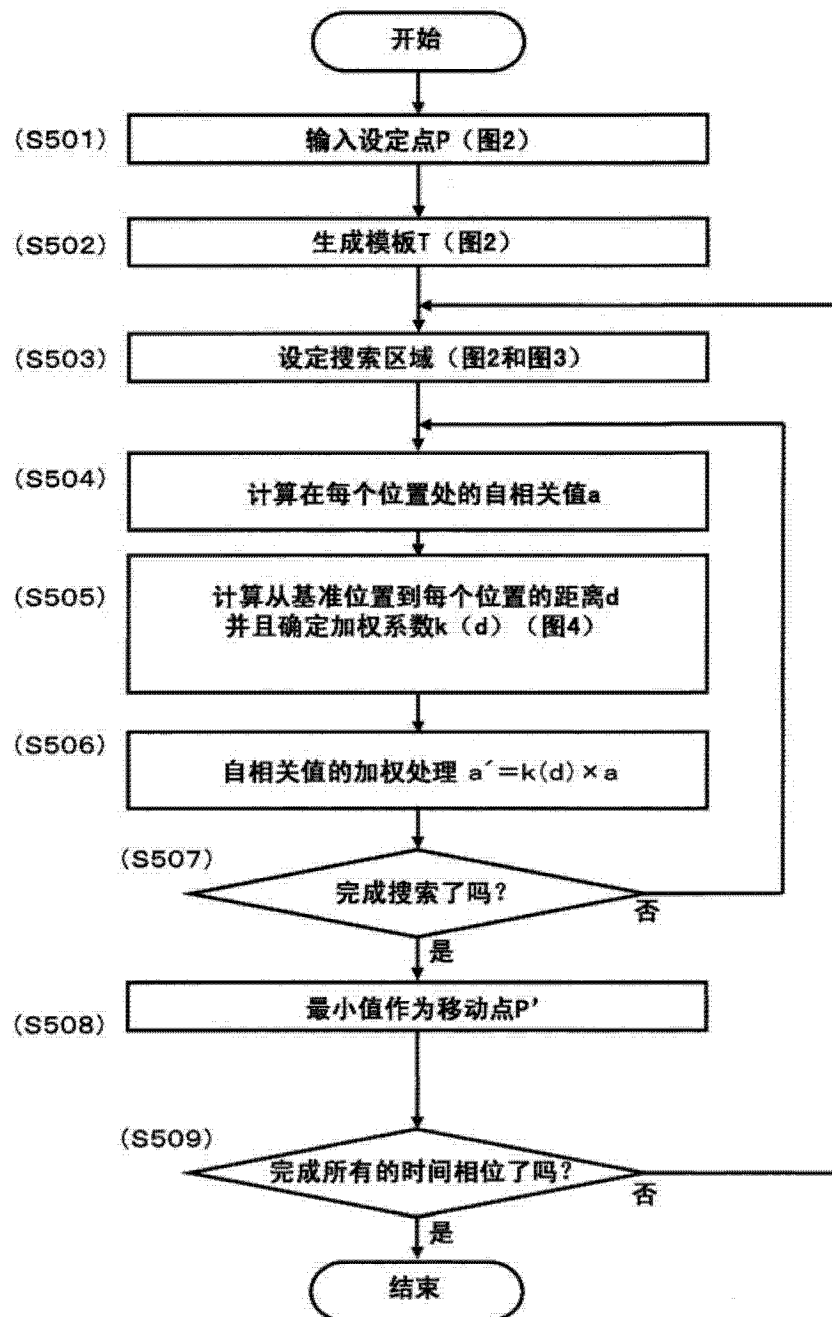 开始
(S501)
输入设定点P（图2）
(S502)
生成模板T（图2）
(S503)
设定搜索区域（图2和图3）
(S504)
计算在每个位置处的自相关值a
(S505)
计算从基准位置到每个位置的距离d
并且确定加权系数k（d）（图4）
(S506)
自相关值的加权处理 a´＝k(d)×a
(S507)
完成搜索了吗？
否
是
(S508)
最小值作为移动点P’
(S509)
完成所有的时间相位了吗？
否
是
结束